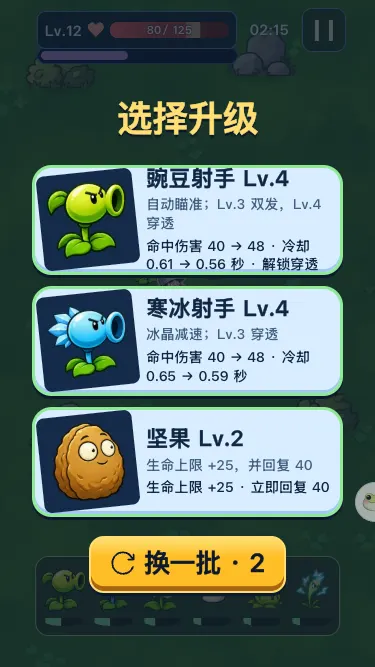 Lv.12 80/ 125 02:15
选择升级
豌豆射手 Lv.4
自动瞄准；Lv.3 双发，Lv.4
穿透
命中伤害 40 → 48 · 冷却
0.61 → 0.56 秒 · 解锁穿透
寒冰射手 Lv.4
冰晶减速；Lv.3 穿透
命中伤害 40 → 48 · 冷却
0.65 → 0.59 秒
坚果 Lv.2
生命上限 +25，并回复 40
生命上限 +25 · 立即回复 40
换一批 · 2